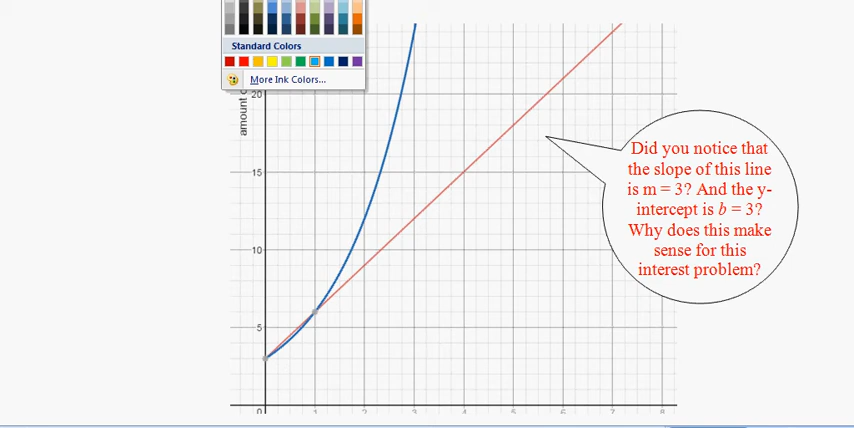 Standard Colors
More Ink Colors...
amount
20
15
10
5
0
1
2
3
4
5
6
7
8
Did you notice that
the slope of this line
is m = 3? And the y-
intercept is b = 3?
Why does this make
sense for this
interest problem?